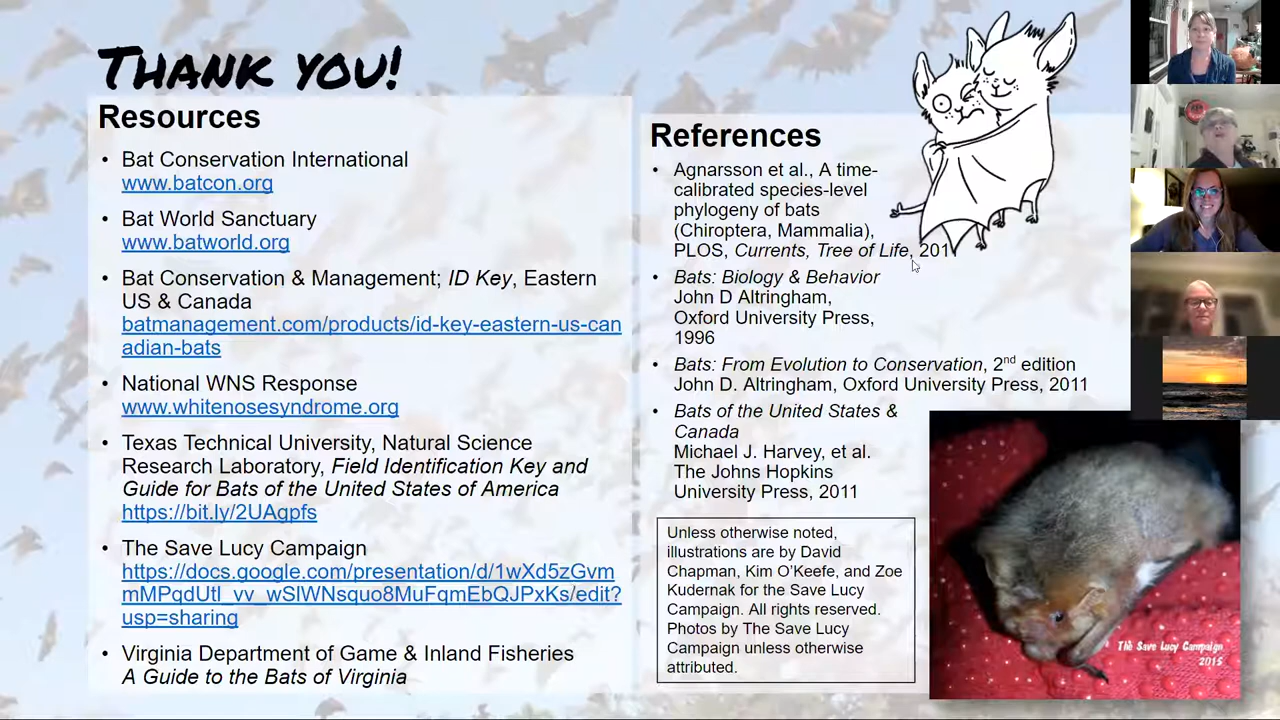 THANK YOU!
Resources
• Bat Conservation International
www.batcon.org
• Bat World Sanctuary
www.batworld.org
• Bat Conservation & Management; ID Key, Eastern
US & Canada
batmanagement.com/products/id-key-eastern-us-can
adian-bats
• National WNS Response
www.whitenosesyndrome.org
• Texas Technical University, Natural Science
Research Laboratory, Field Identification Key and
Guide for Bats of the United States of America
https://bit.ly/2UAgpfs
• The Save Lucy Campaign
https://docs.google.com/presentation/d/1wXd5zGvm
mMPqdUtl_vv_wSlWNsquo8MuFqmEbQJPxKs/edit?
usp=sharing
• Virginia Department of Game & Inland Fisheries
A Guide to the Bats of Virginia
References
• Agnarsson et al., A time-
calibrated species-level
phylogeny of bats
(Chiroptera, Mammalia),
PLOS, Currents, Tree of Life,
• Bats: Biology & Behavior
John D Altringham,
Oxford University Press,
1996
• Bats: From Evolution to Conservation, 2nd edition
John D. Altringham, Oxford University Press, 2011
• Bats of the United States &
Canada
Michael J. Harvey, et al.
The Johns Hopkins
University Press, 2011
Unless otherwise noted,
illustrations are by David
Chapman, Kim O'Keefe, and Zoe
Kudernak for the Save Lucy
Campaign. All rights reserved.
Photos by The Save Lucy
Campaign unless otherwise
attributed.
The Save Lucy Campaign
2015